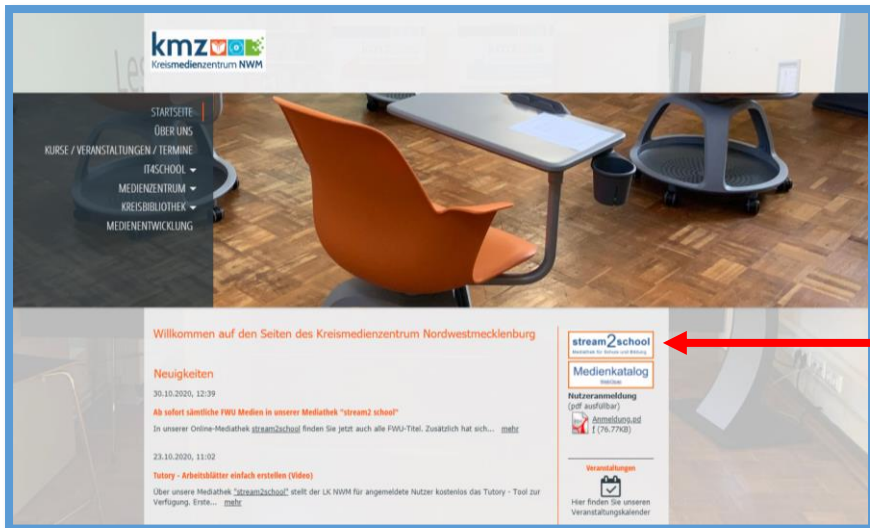 kmz
Kreismedienzentrum NWM
STARTSEITE
ÜBER UNS
KURSE / VERANSTALTUNGEN / TERMINE
IT4SCHOOL
MEDIENZENTRUM
KREISBIBLIOTHEK
MEDIENENTWICKLUNG
Willkommen auf den Seiten des Kreismedienzentrum Nordwestmecklenburg
Neuigkeiten
30.10.2020, 12:39
Ab sofort sämtliche FWU Medien in unserer Mediathek "stream2 school"
In unserer Online-Mediathek stream2school finden Sie jetzt auch alle FWU-Titel. Zusätzlich hat sich... mehr
23.10.2020, 11:02
Tutory - Arbeitsblätter einfach erstellen (Video)
Über unsere Mediathek "stream2school" stellt der LK NWM für angemeldete Nutzer kostenlos das Tutory - Tool zur
Verfügung. Erste... mehr
stream2school
Mediathek für Schule und Bildung
Medienkatalog
Nutzeranmeldung
(pdf ausfüllbar)
Anmeldung.pd
f (76.77KB)
Veranstaltungen
Hier finden Sie unseren
Veranstaltungskalender